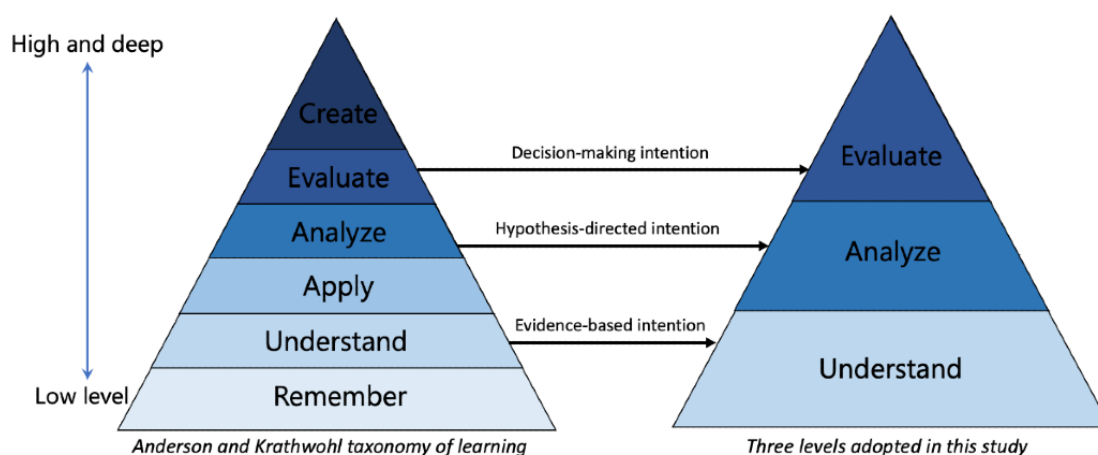 High and deep
Low level
Create
Evaluate
Analyze
Apply
Understand
Remember
Anderson and Krathwohl taxonomy of learning
Decision-making intention
Hypothesis-directed intention
Evidence-based intention
Evaluate
Analyze
Understand
Three levels adopted in this study